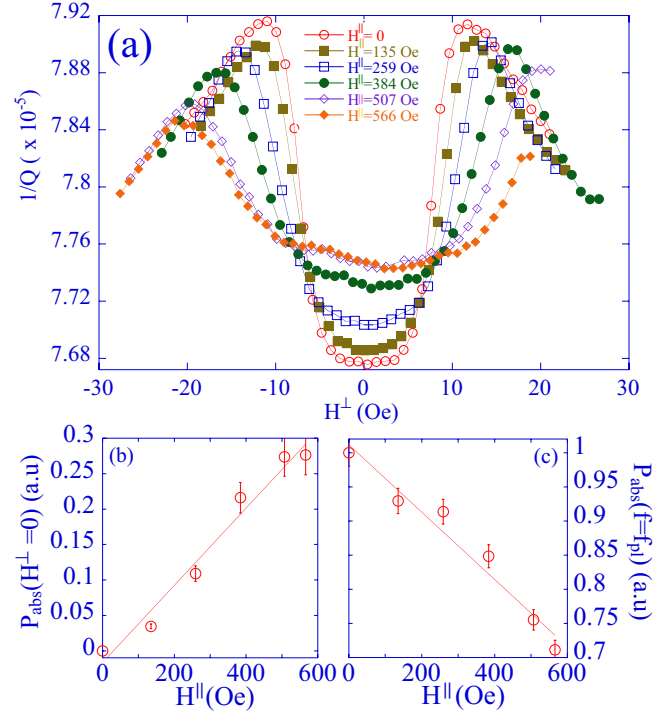 (a)
H||= 0
H||=135 Oe
H||=259 Oe
H||=384 Oe
H||=507 Oe
H||=566 Oe
1/Q ( x 10-5)
7.92
7.88
7.84
7.8
7.76
7.72
7.68
-30 -20 -10 0 10 20 30
H⊥ (Oe)
(b)
Pabs(H⊥ =0) (a.u)
0.3
0.25
0.2
0.15
0.1
0.05
0
0 200 400 600
H||(Oe)
(c)
1
0.95
0.9
0.85
0.8
0.75
0.7
Pabs(f=fpl) (a.u)
0 200 400 600
H||(Oe)